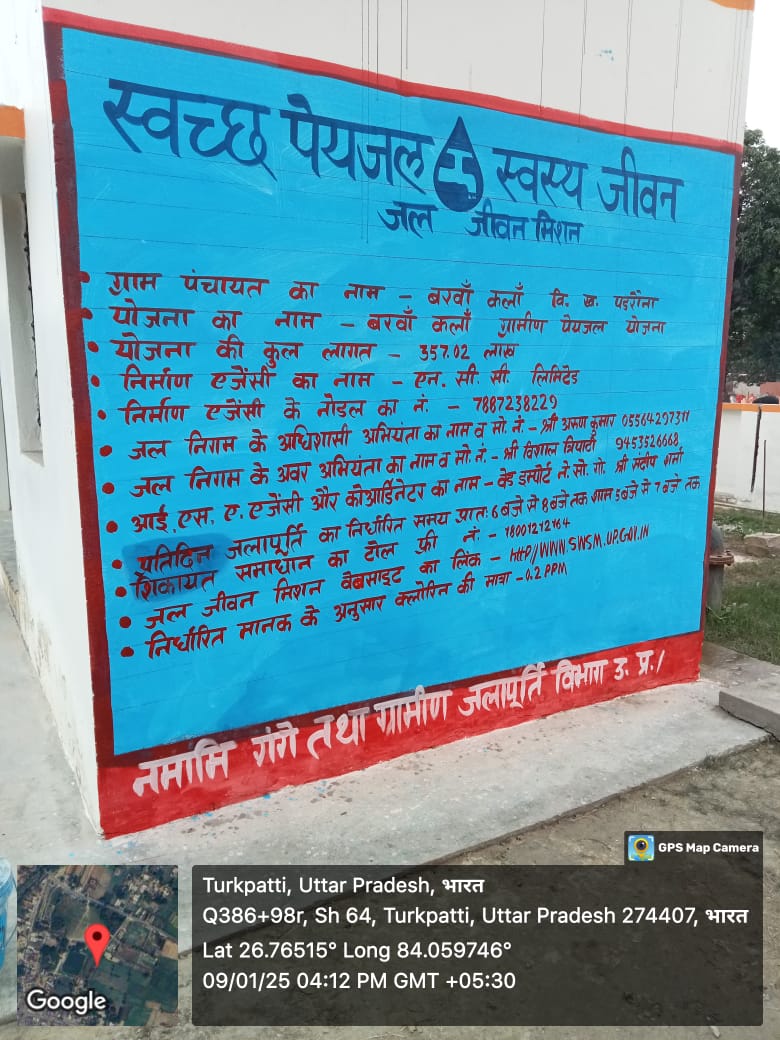 स्वच्छ पेयजल स्वस्य जीवन
जल जीवन मिशन
• ग्राम पंचायत का नाम – बरवाँ कलाँ वि. ख. पडरौना
• योजना का नाम – बरवाँ कलाँ ग्रामीण पेयजल योजना
• योजना की कुल लागत – 357.02 लाख
• निर्माण एजेंसी का नाम – एन. सी. सी. लिमिटेड
• निर्माण एजेंसी के नोडल का नं. – 7887238229
• जल निगम के अधिशासी अभियंता का नाम व मो. नं. – श्री अरुण कुमार 05564297311
• जल निगम के अवर अभियंता का नाम व मो. नं. – श्री विशाल त्रिपाठी 9453526668
• आई. एस. ए. एजेंसी और कोआर्डिनेटर का नाम – वेड इस्पोर्ट ने. सो. गो. श्री संदीप शर्मा
• प्रतिदिन जलापूर्ति का निर्धारित समय प्रातः 6 बजे से 8 बजे तक शाम 5 बजे से 7 बजे तक
• शिकायत समाधान का टोल फ्री नं. – 18001212164
• जल जीवन मिशन वैबसाइट का लिंक – HttP//WWW.SWSM.UP.GOV.IN
• निर्धारित मानक के अनुसार क्लोरिन की मात्रा – 0.2 PPM
नमामि गंगे तथा ग्रामीण जलापूर्ति विभाग उ. प्र. /
GPS Map Camera
Turkpatti, Uttar Pradesh, भारत
Q386+98r, Sh 64, Turkpatti, Uttar Pradesh 274407, भारत
Lat 26.76515° Long 84.059746°
09/01/25 04:12 PM GMT +05:30
Google